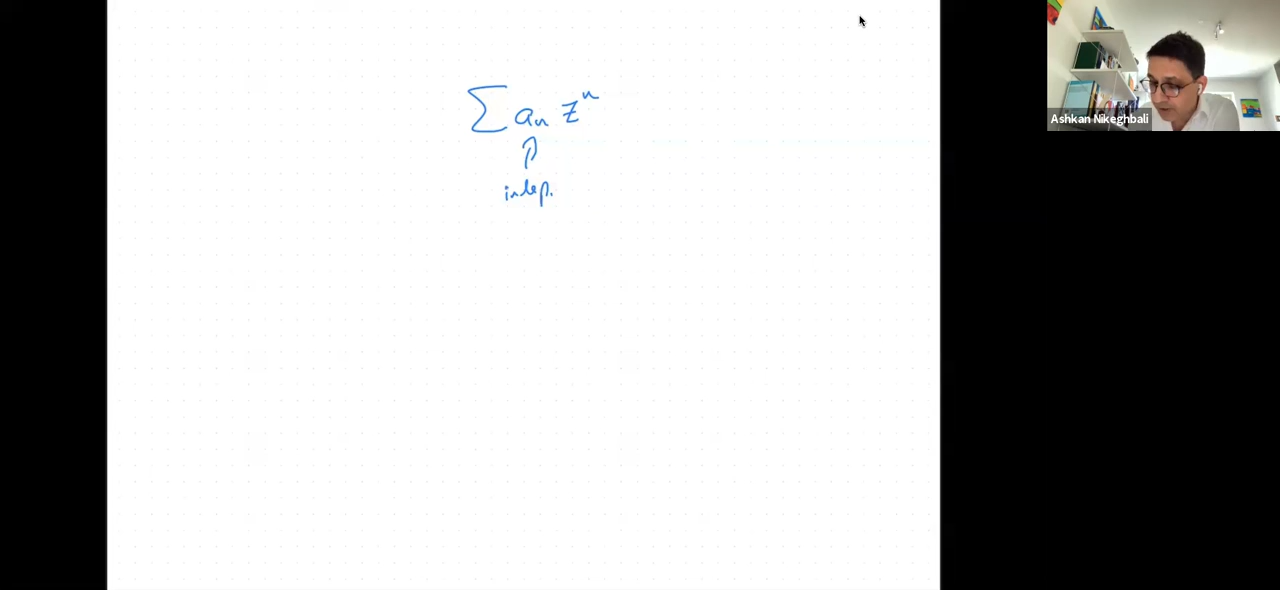 ∑ aₙ zⁿ
↑
indep.
Ashkan Nikeghbali